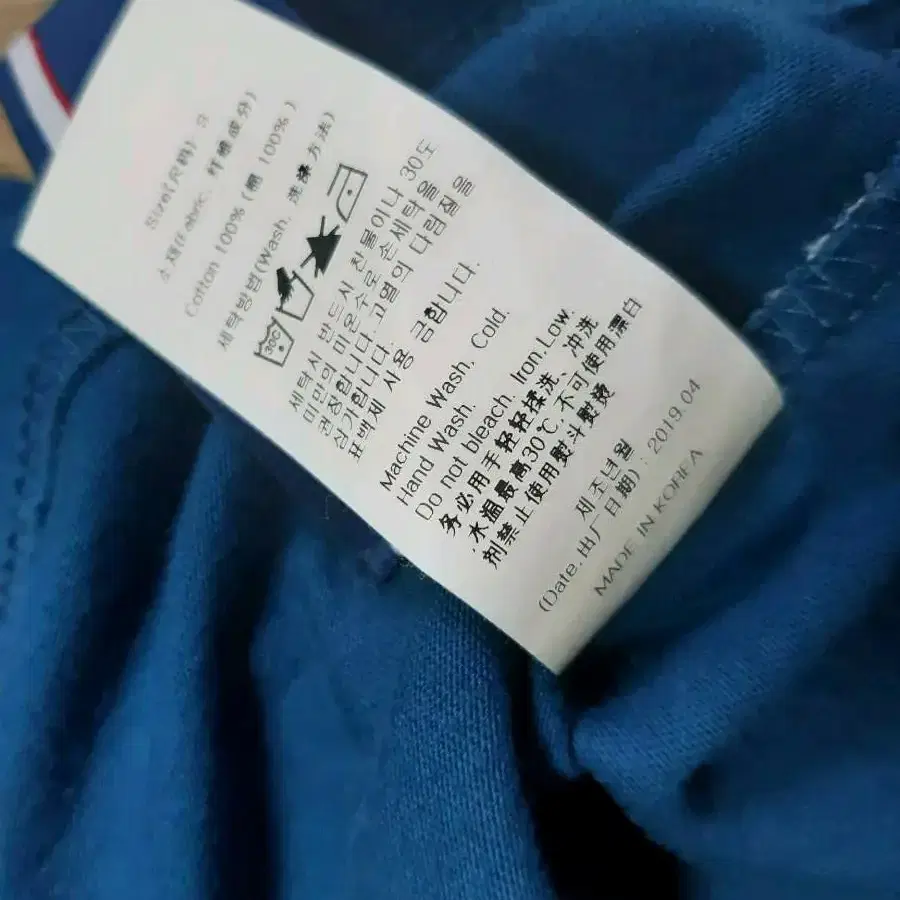 Size(尺码) S
소재(Fabric. 纤维成分)
Cotton 100% (棉 100% )
세탁방법(Wash. 洗涤方法)
30C
세탁시 반드시 찬물이나 30도
미만의 미온수로 손세탁을
권장합니다. 고열의 다림질을
삼가합니다.
표백제 사용 금합니다.
Machine Wash. Cold.
Hand Wash.
Do not bleach. Iron.Low.
务必用手轻轻揉洗、冲洗
水温最高30℃.不可使用漂白
剂禁止使用熨斗熨烫
제조년월
(Date.出厂日期) : 2019.04
MADE IN KOREA